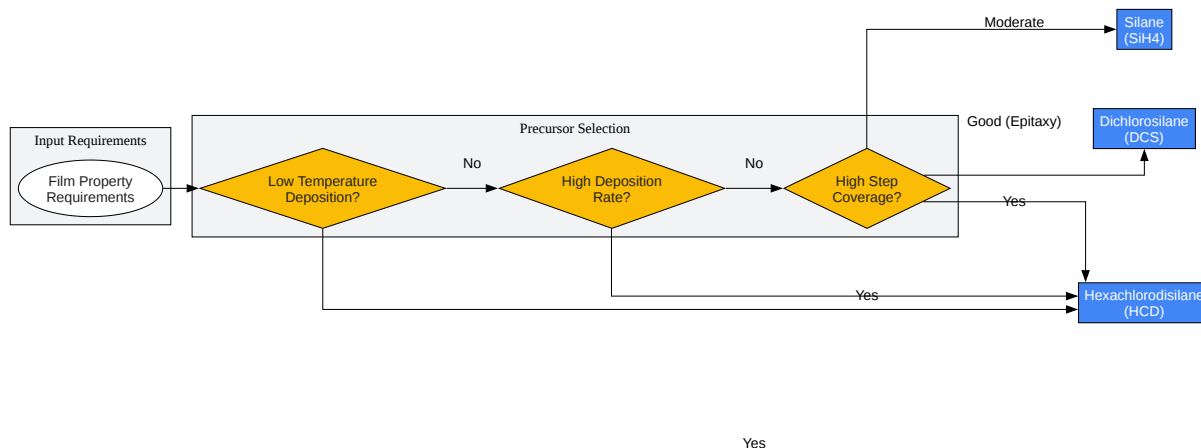 Moderate
Silane
(SiH4)
Good (Epitaxy)
Dichlorosilane
(DCS)
Precursor Selection
Input Requirements
Film Property
Requirements
Low Temperature
Deposition?
No
High Deposition
Rate?
No
High Step
Coverage?
Yes
Yes
Hexachlorodisilane
(HCD)
Yes